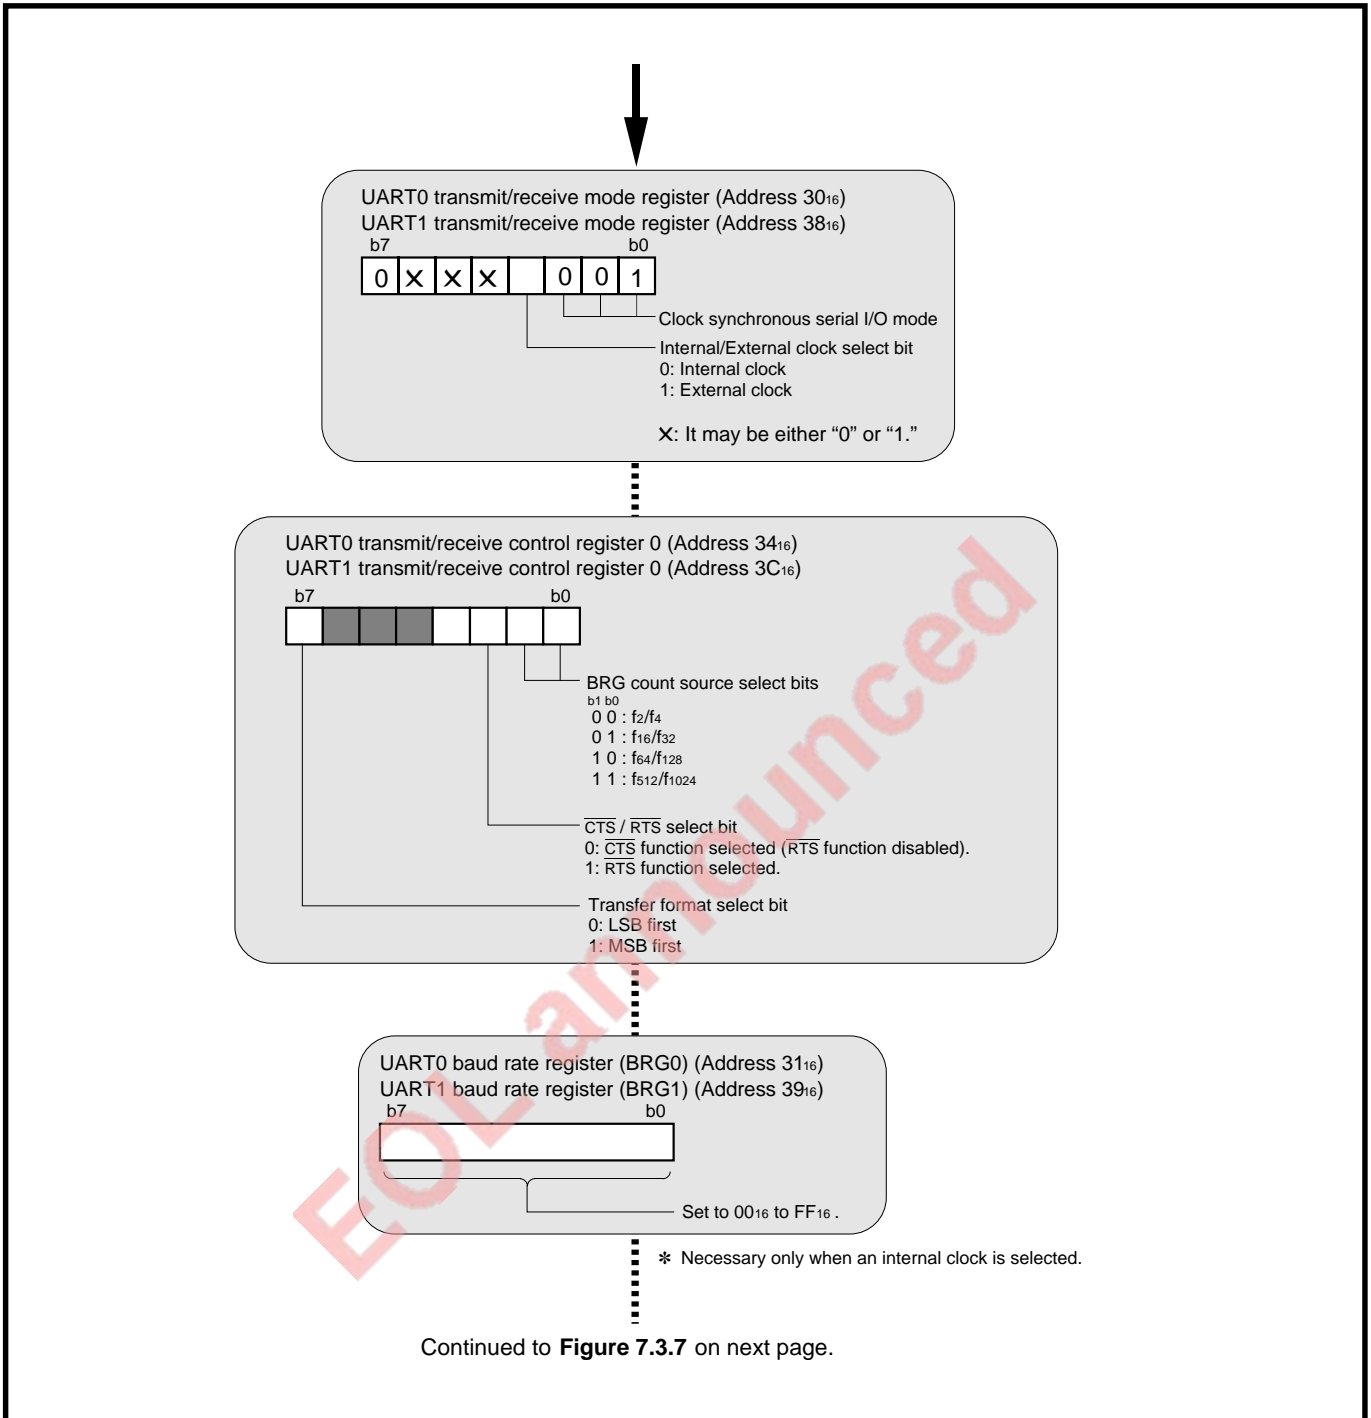 UART0 transmit/receive mode register (Address 30₁₆)
UART1 transmit/receive mode register (Address 38₁₆)
b7 b0
0 ✕ ✕ ✕ 0 0 1
Clock synchronous serial I/O mode
Internal/External clock select bit
0: Internal clock
1: External clock
✕: It may be either “0” or “1.”
UART0 transmit/receive control register 0 (Address 34₁₆)
UART1 transmit/receive control register 0 (Address 3C₁₆)
b7 b0
BRG count source select bits
b1 b0
0 0 : f₂/f₄
0 1 : f₁₆/f₃₂
1 0 : f₆₄/f₁₂₈
1 1 : f₅₁₂/f₁₀₂₄
C̅T̅S̅ / R̅T̅S̅ select bit
0: C̅T̅S̅ function selected (R̅T̅S̅ function disabled).
1: R̅T̅S̅ function selected.
Transfer format select bit
0: LSB first
1: MSB first
UART0 baud rate register (BRG0) (Address 31₁₆)
UART1 baud rate register (BRG1) (Address 39₁₆)
b7 b0
Set to 00₁₆ to FF₁₆ .
✻ Necessary only when an internal clock is selected.
Continued to Figure 7.3.7 on next page.
EOL announced